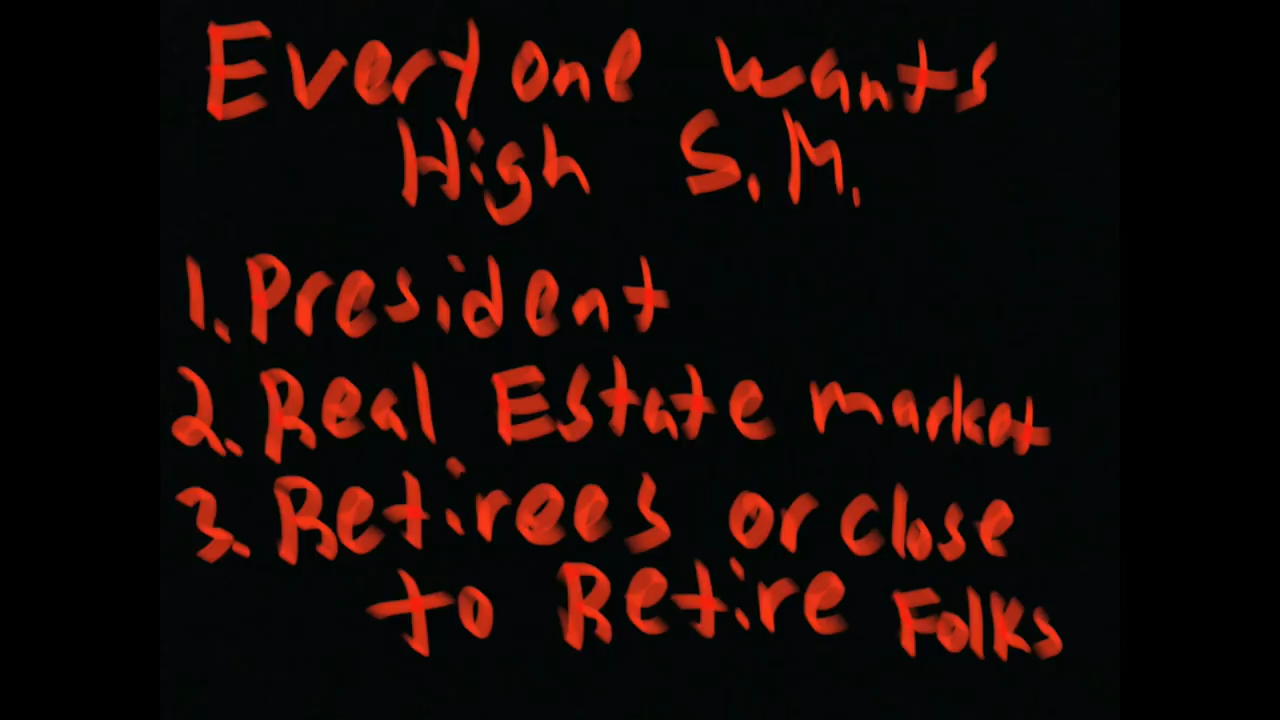 Everyone wants
High S.M.
1. President
2. Real Estate market
3. Retirees or close
to Retire Folks